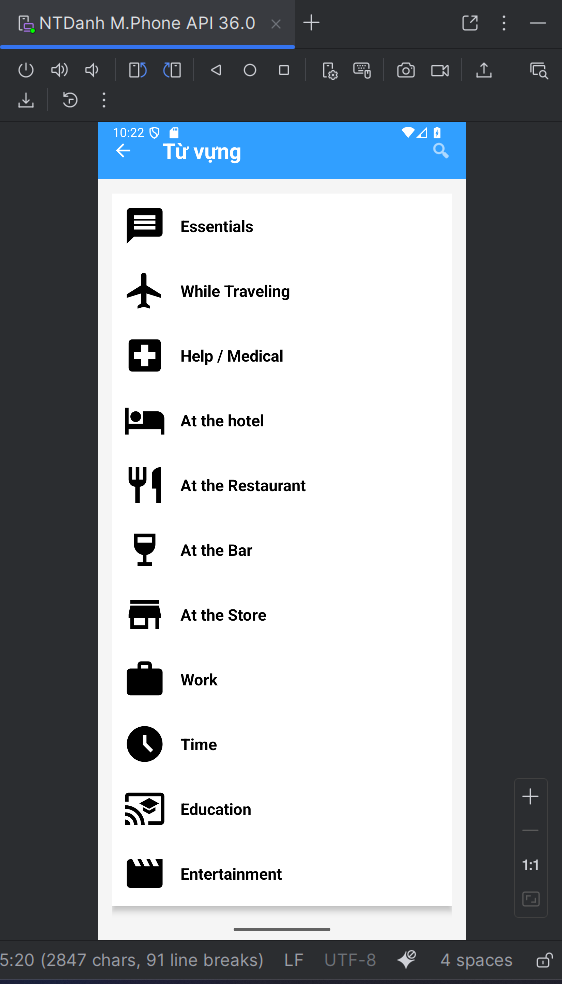 NTDanh M.Phone API 36.0
10:22
Từ vựng
Essentials
While Traveling
Help / Medical
At the hotel
At the Restaurant
At the Bar
At the Store
Work
Time
Education
Entertainment
1:1
5:20 (2847 chars, 91 line breaks) LF UTF-8 4 spaces